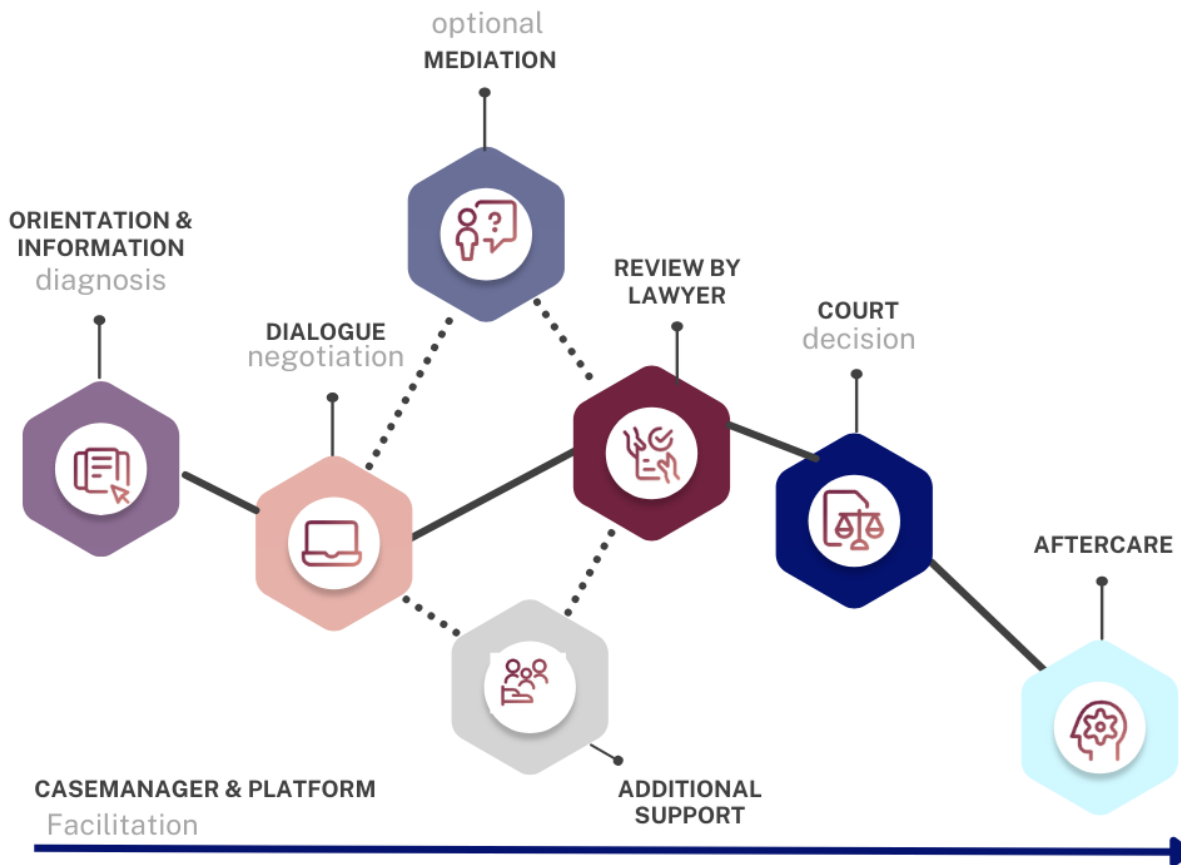 optional
MEDIATION
ORIENTATION &
INFORMATION
diagnosis
REVIEW BY
LAWYER
COURT
decision
DIALOGUE
negotiation
AFTERCARE
CASEMANAGER & PLATFORM
Facilitation
ADDITIONAL
SUPPORT
?